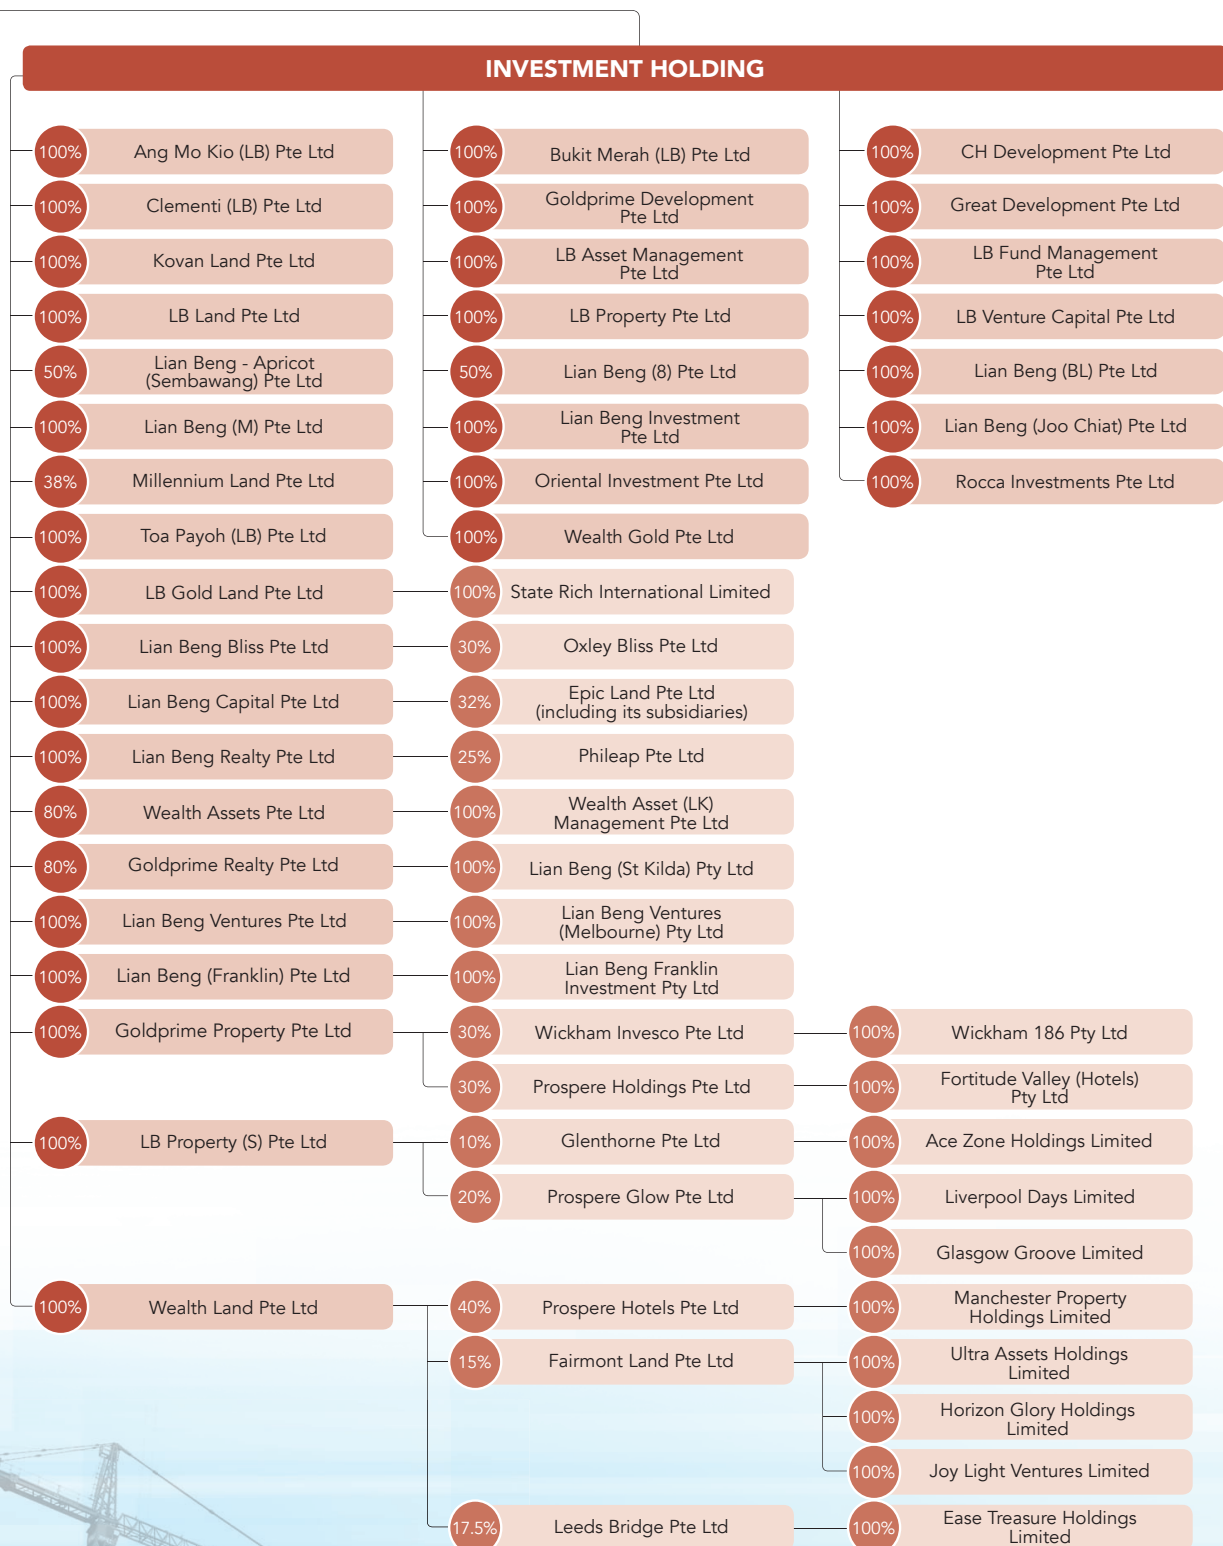 INVESTMENT HOLDING
100% Ang Mo Kio (LB) Pte Ltd
100% Clementi (LB) Pte Ltd
100% Kovan Land Pte Ltd
100% LB Land Pte Ltd
50% Lian Beng - Apricot
(Sembawang) Pte Ltd
100% Lian Beng (M) Pte Ltd
38% Millennium Land Pte Ltd
100% Toa Payoh (LB) Pte Ltd
100% Bukit Merah (LB) Pte Ltd
100% Goldprime Development
Pte Ltd
100% LB Asset Management
Pte Ltd
100% LB Property Pte Ltd
50% Lian Beng (8) Pte Ltd
100% Lian Beng Investment
Pte Ltd
100% Oriental Investment Pte Ltd
100% Wealth Gold Pte Ltd
100% CH Development Pte Ltd
100% Great Development Pte Ltd
100% LB Fund Management
Pte Ltd
100% LB Venture Capital Pte Ltd
100% Lian Beng (BL) Pte Ltd
100% Lian Beng (Joo Chiat) Pte Ltd
100% Rocca Investments Pte Ltd
100% LB Gold Land Pte Ltd
100% State Rich International Limited
100% Lian Beng Bliss Pte Ltd
30% Oxley Bliss Pte Ltd
100% Lian Beng Capital Pte Ltd
32% Epic Land Pte Ltd
(including its subsidiaries)
100% Lian Beng Realty Pte Ltd
25% Phileap Pte Ltd
80% Wealth Assets Pte Ltd
100% Wealth Asset (LK)
Management Pte Ltd
80% Goldprime Realty Pte Ltd
100% Lian Beng (St Kilda) Pty Ltd
100% Lian Beng Ventures Pte Ltd
100% Lian Beng Ventures
(Melbourne) Pty Ltd
100% Lian Beng (Franklin) Pte Ltd
100% Lian Beng Franklin
Investment Pty Ltd
100% Goldprime Property Pte Ltd
30% Wickham Invesco Pte Ltd
100% Wickham 186 Pty Ltd
30% Prospere Holdings Pte Ltd
100% Fortitude Valley (Hotels)
Pty Ltd
100% LB Property (S) Pte Ltd
10% Glenthorne Pte Ltd
100% Ace Zone Holdings Limited
20% Prospere Glow Pte Ltd
100% Liverpool Days Limited
100% Glasgow Groove Limited
100% Wealth Land Pte Ltd
40% Prospere Hotels Pte Ltd
100% Manchester Property
Holdings Limited
15% Fairmont Land Pte Ltd
100% Ultra Assets Holdings
Limited
100% Horizon Glory Holdings
Limited
100% Joy Light Ventures Limited
17.5% Leeds Bridge Pte Ltd
100% Ease Treasure Holdings
Limited